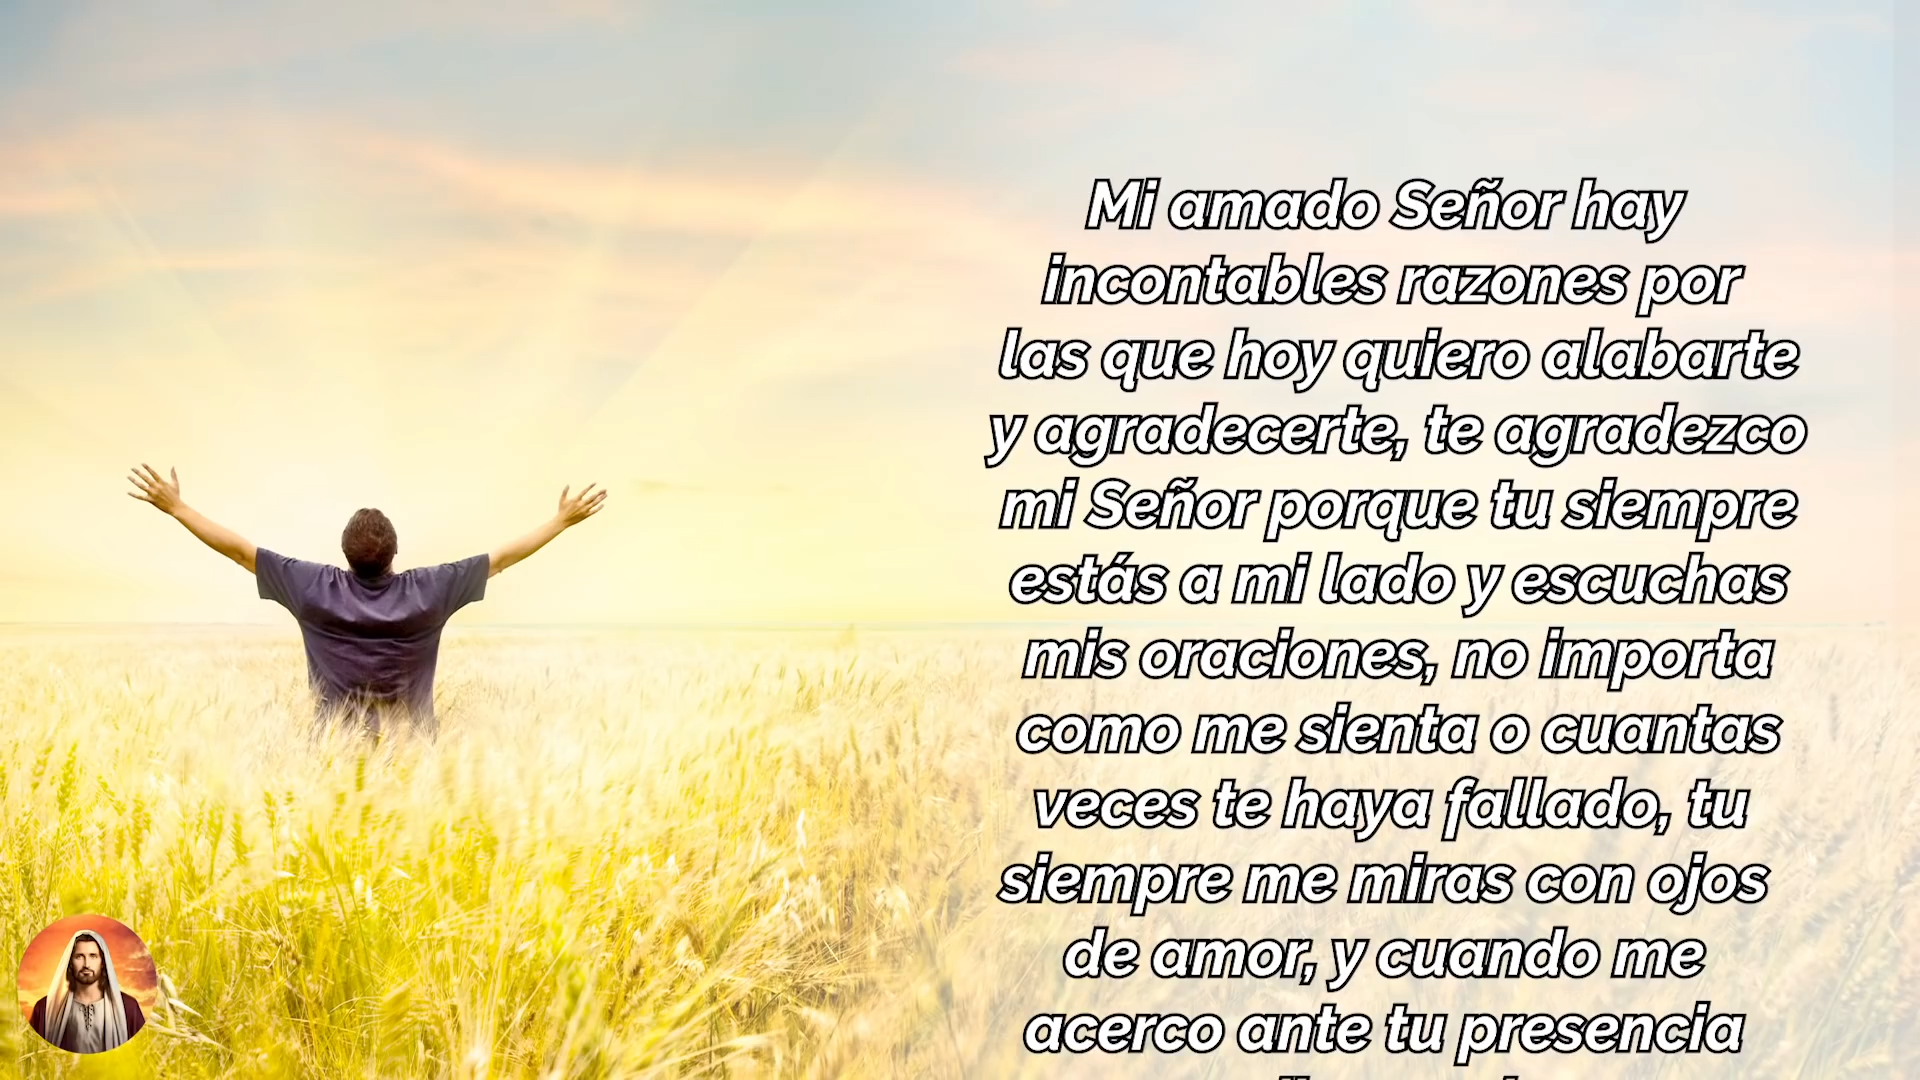 Mi amado Señor hay
incontables razones por
las que hoy quiero alabarte
y agradecerte, te agradezco
mi Señor porque tu siempre
estás a mi lado y escuchas
mis oraciones, no importa
como me sienta o cuantas
veces te haya fallado, tu
siempre me miras con ojos
de amor, y cuando me
acerco ante tu presencia